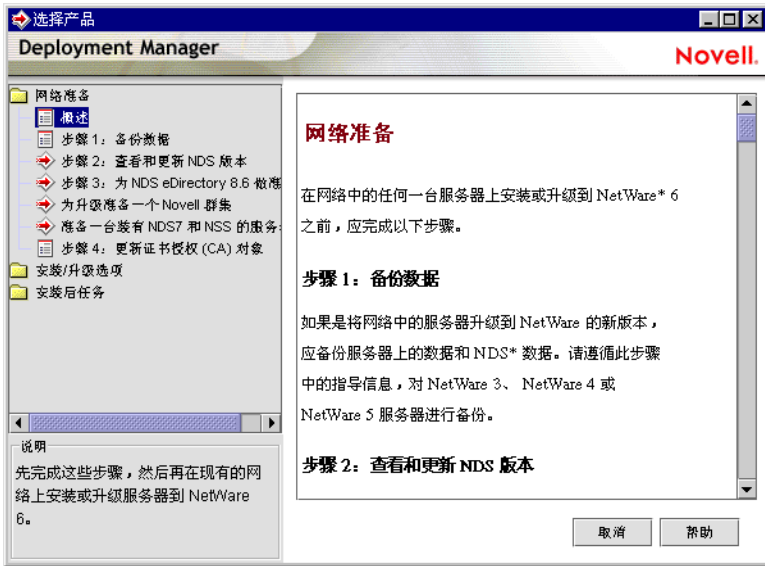 选择产品
Deployment Manager
Novell.
网络准备
概述
步骤 1：备份数据
步骤 2：查看和更新 NDS 版本
步骤 3：为 NDS eDirectory 8.6 做准
为升级准备一个 Novell 群集
准备一台装有 NDS7 和 NSS 的服务
步骤 4：更新证书授权 (CA) 对象
安装/升级选项
安装后任务
说明
先完成这些步骤，然后再在现有的网
络上安装或升级服务器到 NetWare
6。
网络准备
在网络中的任何一台服务器上安装或升级到 NetWare* 6
之前，应完成以下步骤。
步骤 1：备份数据
如果是将网络中的服务器升级到 NetWare 的新版本，
应备份服务器上的数据和 NDS* 数据。请遵循此步骤
中的指导信息，对 NetWare 3、 NetWare 4 或
NetWare 5 服务器进行备份。
步骤 2：查看和更新 NDS 版本
取消
帮助